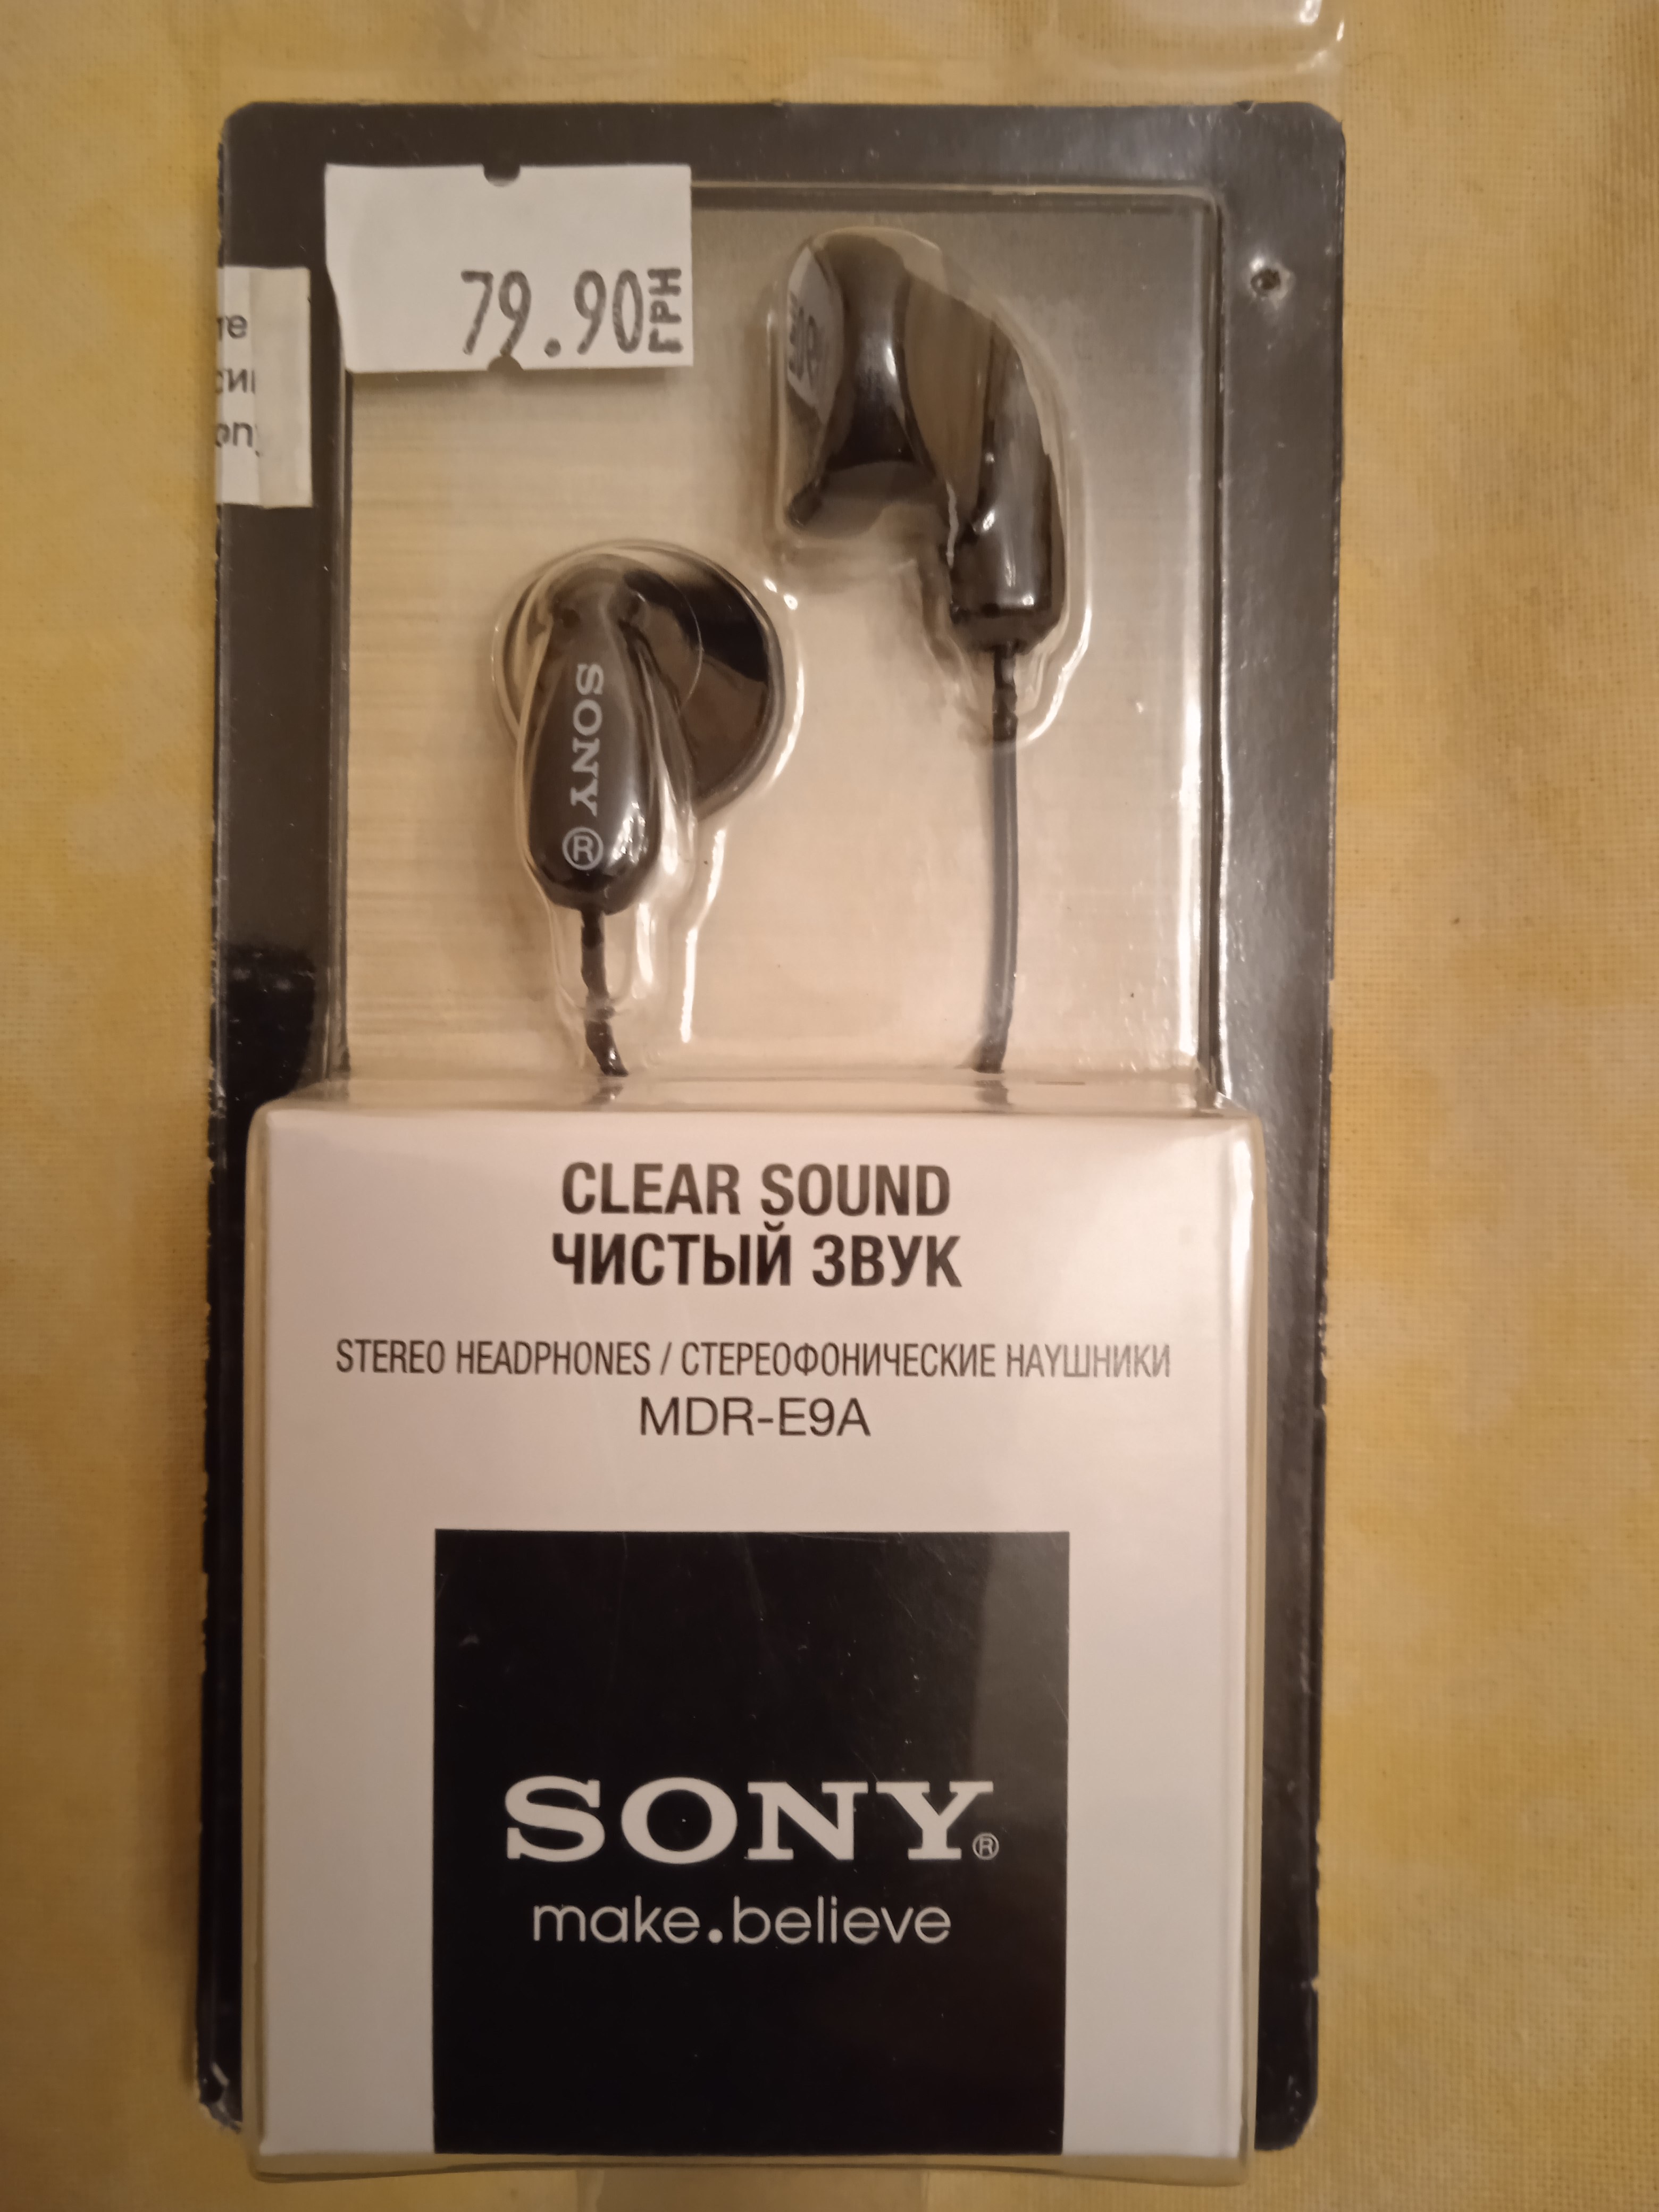 79.90 ГРН
SONY®
CLEAR SOUND
ЧИСТЫЙ ЗВУК
STEREO HEADPHONES / СТЕРЕОФОНИЧЕСКИЕ НАУШНИКИ
MDR-E9A
SONY®
make.believe